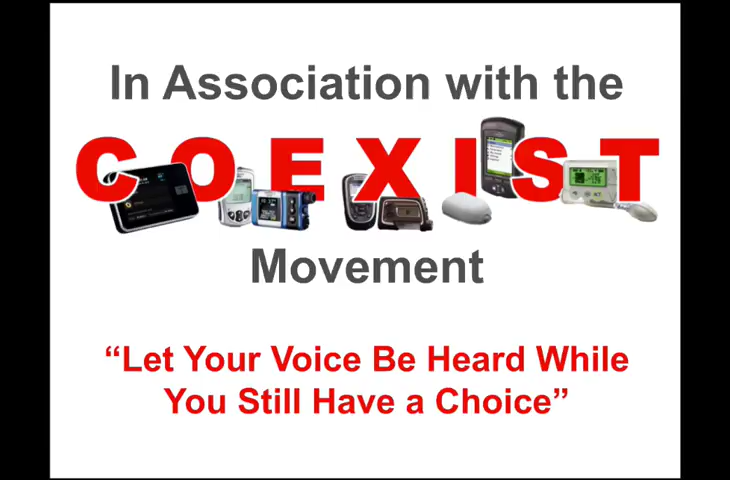 In Association with the
COEXIST
Movement
“Let Your Voice Be Heard While
You Still Have a Choice”